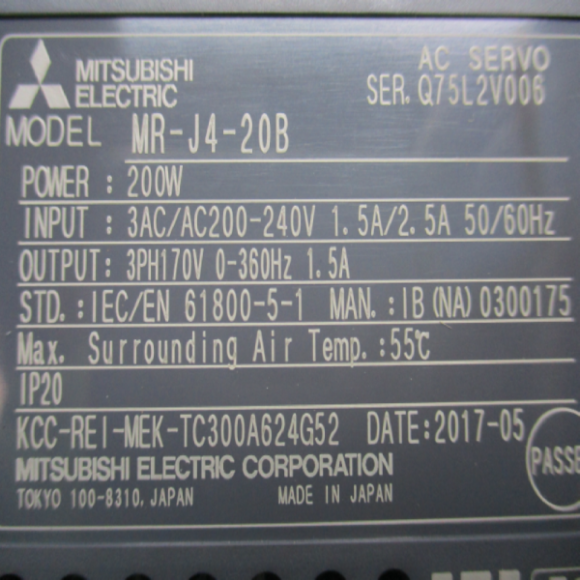 AC SERVO
MITSUBISHI
ELECTRIC
SER. Q75L2V006
MODEL MR-J4-20B
POWER : 200W
INPUT : 3AC/AC200-240V 1.5A/2.5A 50/60Hz
OUTPUT: 3PH170V 0-360Hz 1.5A
STD. : IEC/EN 61800-5-1 MAN. : IB (NA) 0300175
Max. Surrounding Air Temp. :55℃
IP20
KCC-REI-MEK-TC300A624G52 DATE:2017-05
MITSUBISHI ELECTRIC CORPORATION
TOKYO 100-8310, JAPAN MADE IN JAPAN